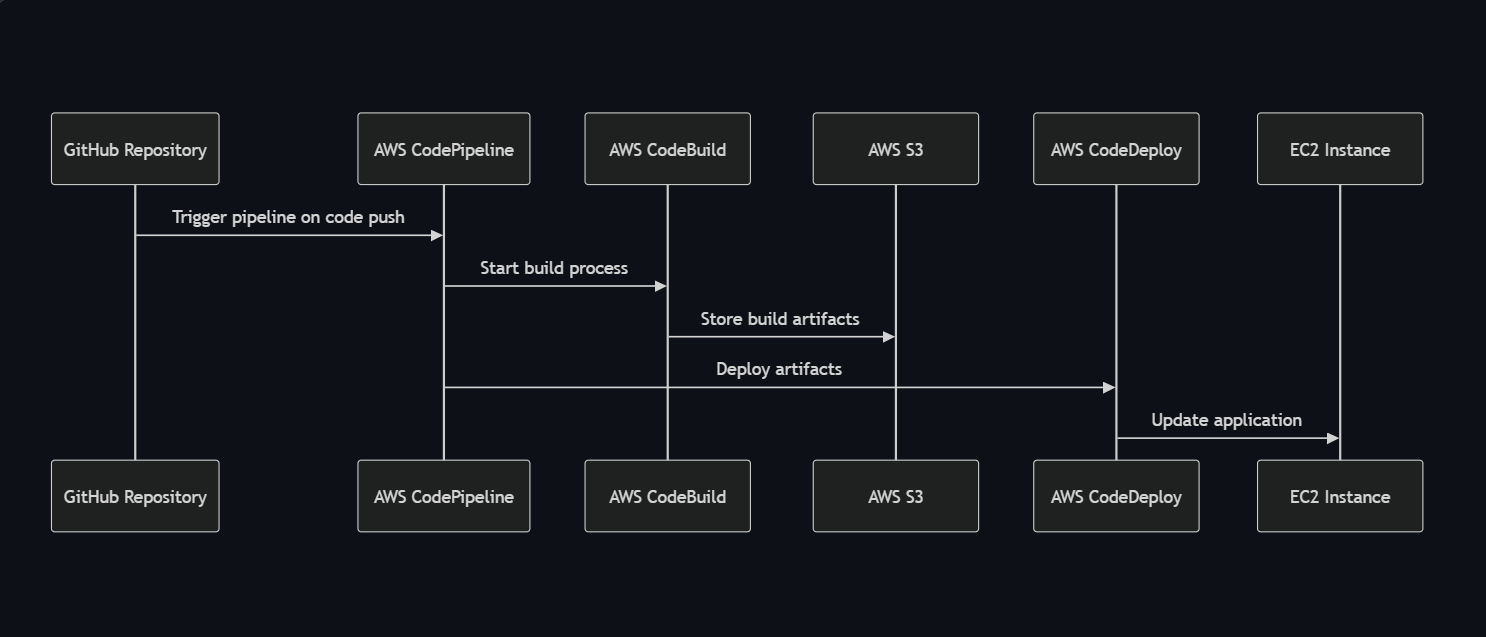 GitHub Repository
AWS CodePipeline
AWS CodeBuild
AWS S3
AWS CodeDeploy
EC2 Instance
Trigger pipeline on code push
Start build process
Store build artifacts
Deploy artifacts
Update application
GitHub Repository
AWS CodePipeline
AWS CodeBuild
AWS S3
AWS CodeDeploy
EC2 Instance